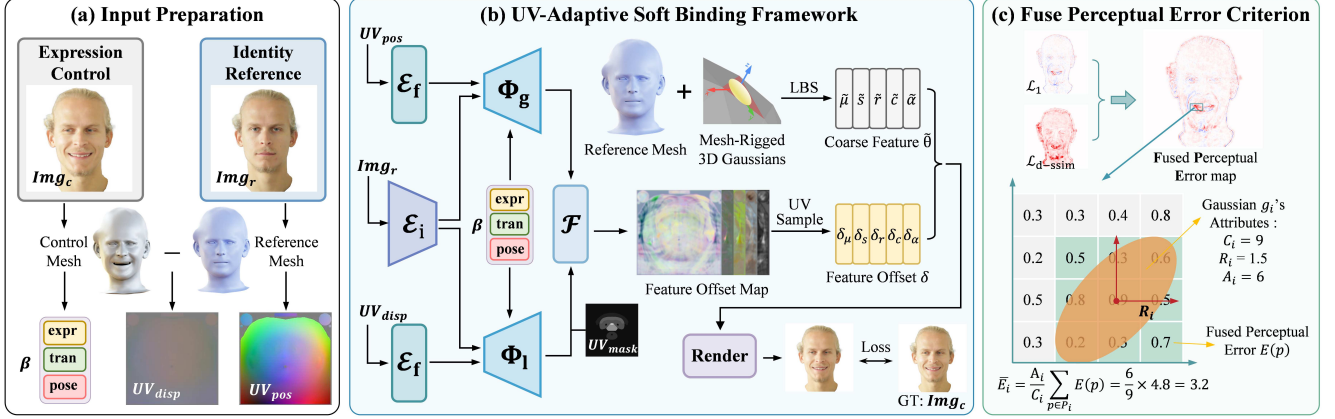 (a) Input Preparation
Expression
Control
Img_c
Identity
Reference
Img_r
Control
Mesh
Reference
Mesh
β
expr
tran
pose
UV_disp
UV_pos
(b) UV-Adaptive Soft Binding Framework
UV_pos
ℰ_f
Φ_g
Img_r
ℰ_i
β
expr
tran
pose
ℱ
UV_disp
ℰ_f
Φ_l
UV_mask
Reference Mesh
+
Mesh-Rigged
3D Gaussians
LBS
μ̃ s̃ r̃ c̃ α̃
Coarse Feature θ̃
Feature Offset Map
UV
Sample
δ_μ δ_s δ_r δ_c δ_α
Feature Offset δ
Render
Loss
GT: Img_c
(c) Fuse Perceptual Error Criterion
ℒ_1
ℒ_d−ssim
Fused Perceptual
Error map
0.3 0.3 0.4 0.8
0.2 0.5 0.3 0.6
0.5 0.8 0.9 0.5
0.3 0.2 0.3 0.7
R_i
Gaussian g_i's
Attributes :
C_i = 9
R_i = 1.5
A_i = 6
Fused Perceptual
Error E(p)
Ē_i = A_i/C_i ∑_{p∈P_i} E(p) = 6/9 × 4.8 = 3.2